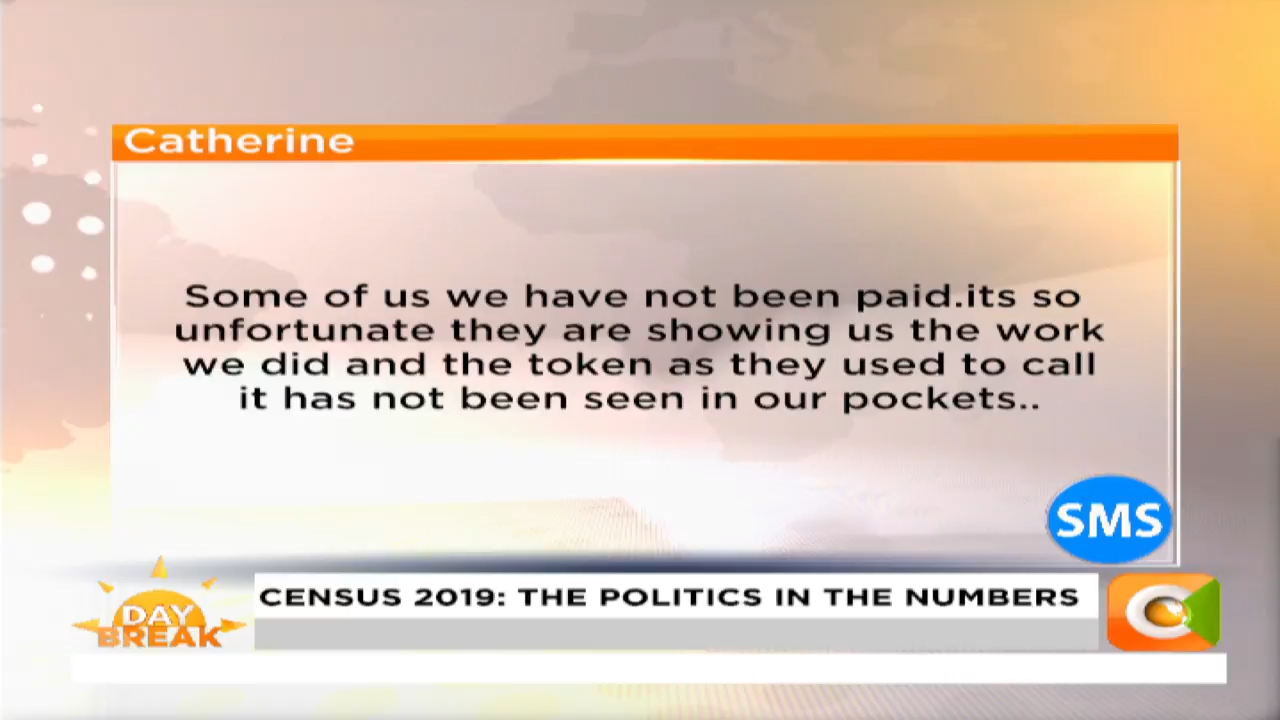 Catherine
Some of us we have not been paid.its so
unfortunate they are showing us the work
we did and the token as they used to call
it has not been seen in our pockets..
SMS
DAY
BREAK
CENSUS 2019: THE POLITICS IN THE NUMBERS